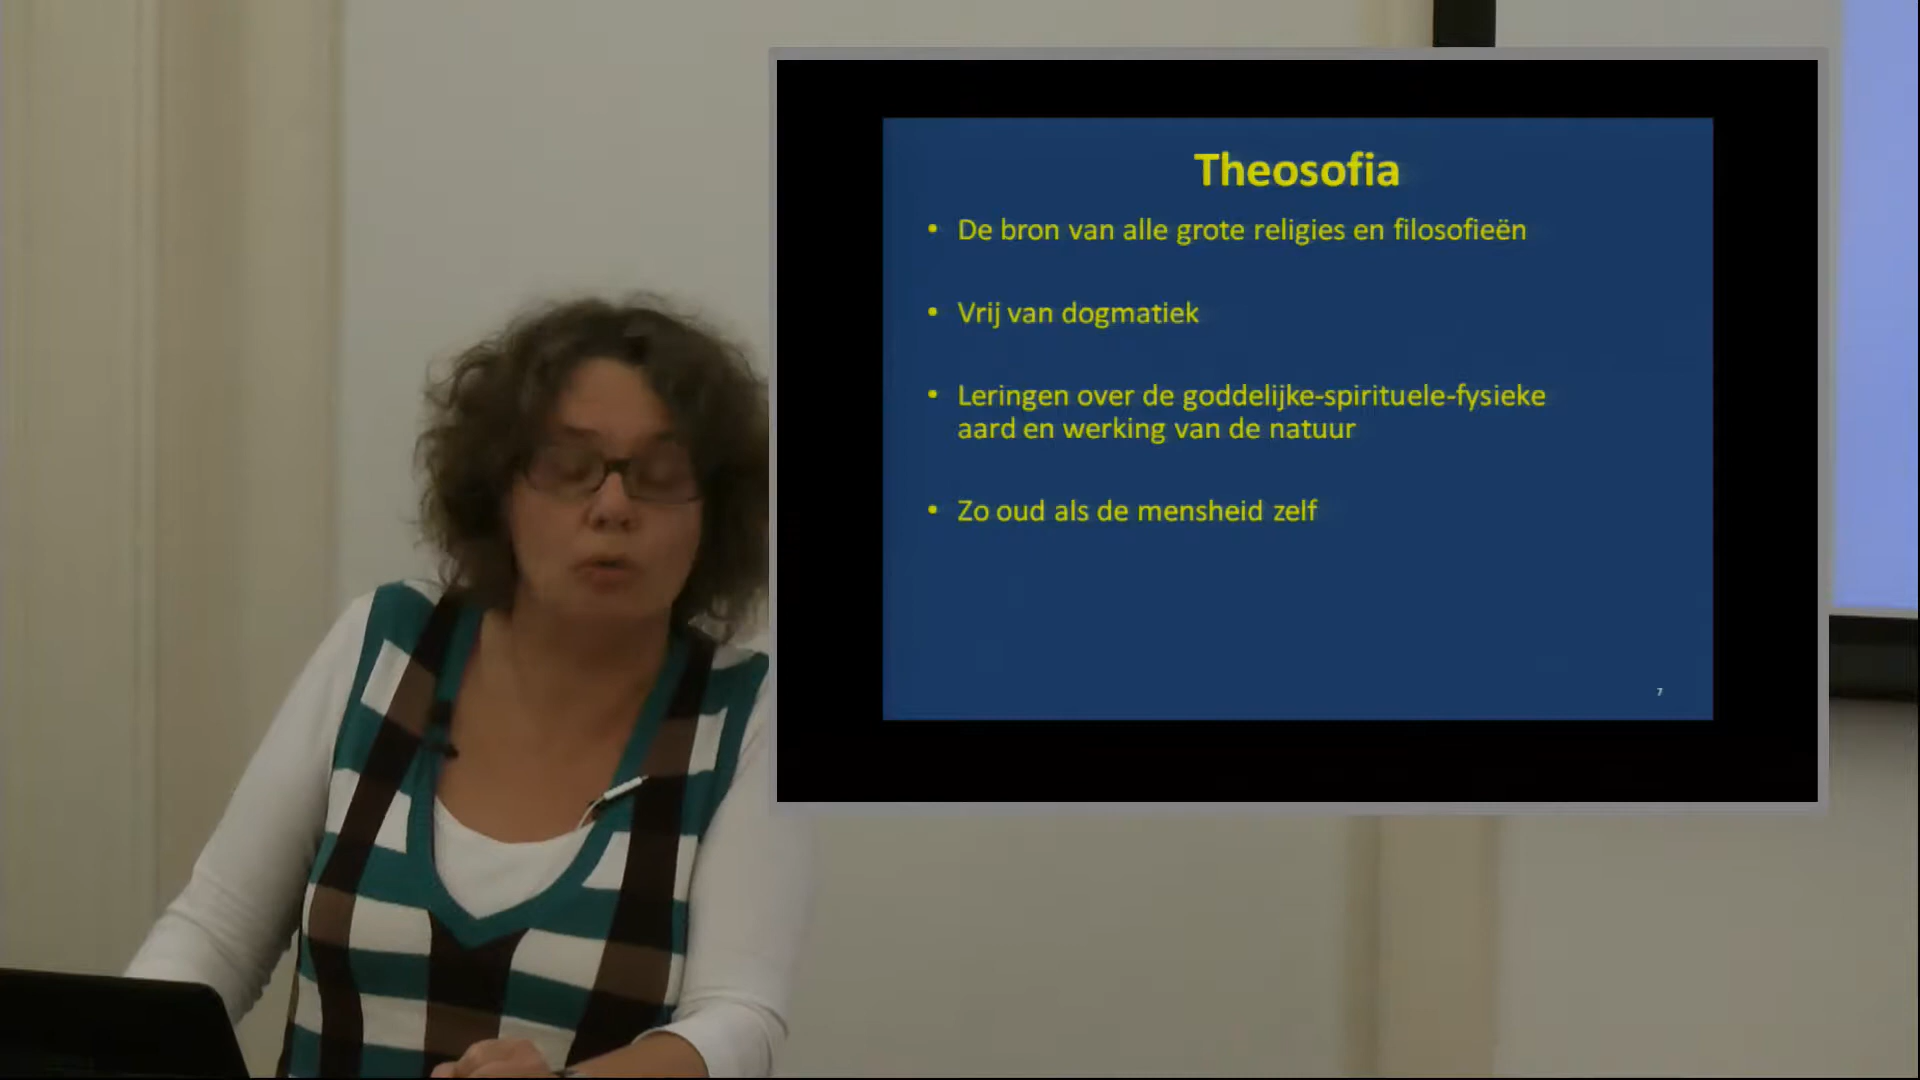 Theosofia
• De bron van alle grote religies en filosofieën
• Vrij van dogmatiek
• Leringen over de goddelijke-spirituele-fysieke
aard en werking van de natuur
• Zo oud als de mensheid zelf
7